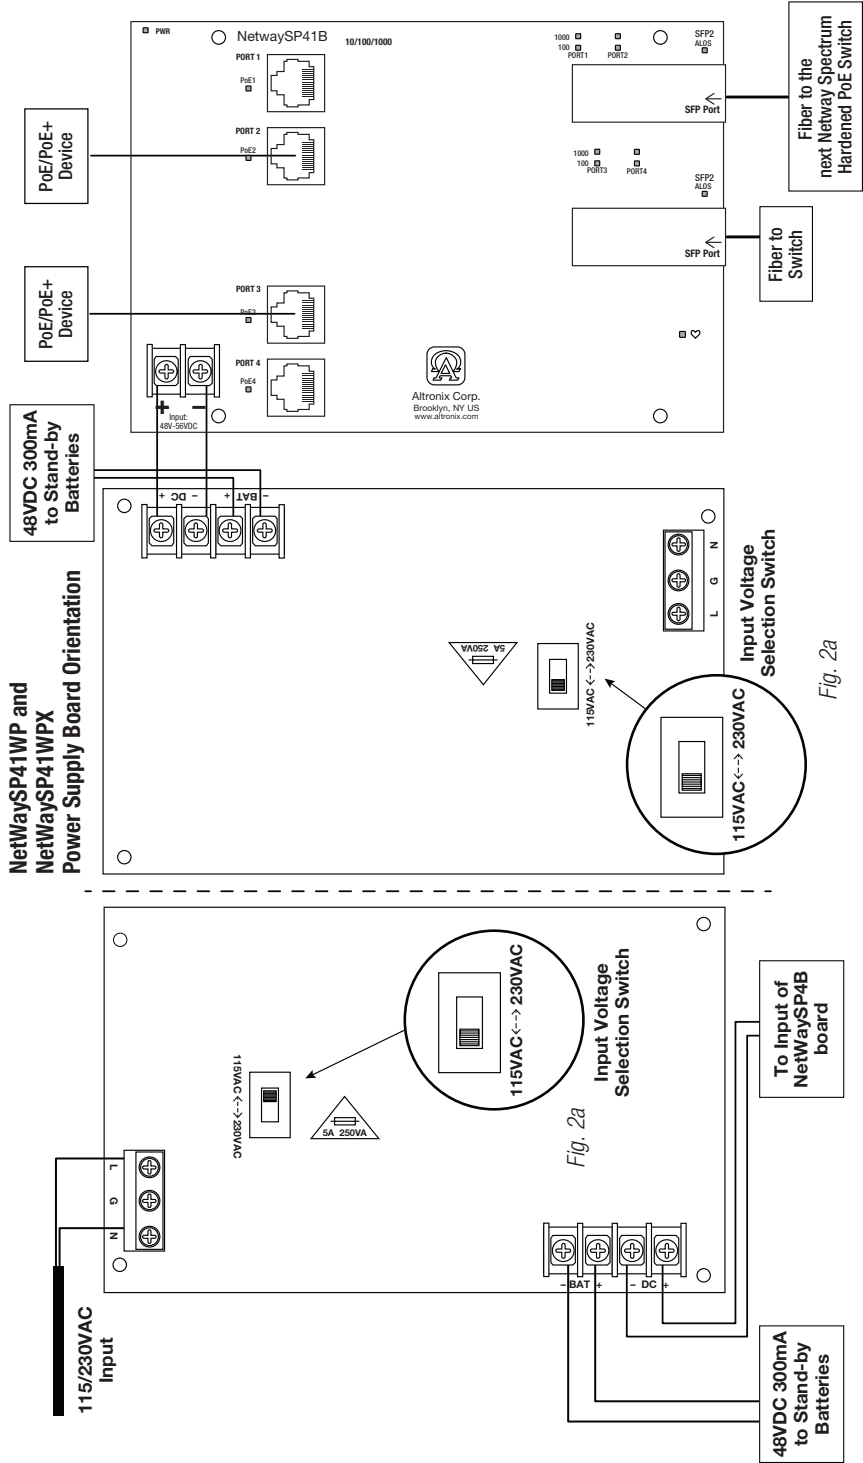 NetWaySP41WP and
NetWaySP41WPX
Power Supply Board Orientation
PWR
NetwaySP41B
10/100/1000
PORT 1
PoE1
PORT 2
PoE2
PORT 3
PoE3
PORT 4
PoE4
1000
100
PORT1
PORT2
SFP2
ALOS
SFP Port
1000
100
PORT3
PORT4
SFP2
ALOS
SFP Port
♡
Altronix Corp.
Brooklyn, NY US
www.altronix.com
+
−
Input:
48V-56VDC
PoE/PoE+
Device
PoE/PoE+
Device
Fiber to the
next Netway Spectrum
Hardened PoE Switch
Fiber to
Switch
48VDC 300mA
to Stand-by
Batteries
+ DC −
+ BAT −
L G N
5A 250VA
115VAC <--> 230VAC
115VAC <--> 230VAC
Input Voltage
Selection Switch
Fig. 2a
115/230VAC
Input
N G L
115VAC <--> 230VAC
5A 250VA
115VAC <--> 230VAC
Input Voltage
Selection Switch
Fig. 2a
− BAT +
− DC +
48VDC 300mA
to Stand-by
Batteries
To Input of
NetWaySP4B
board